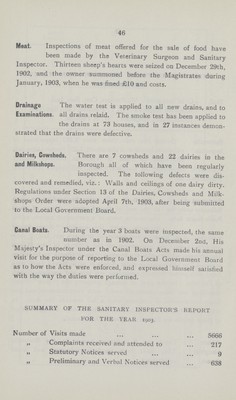 46
Meat. Inspections of meat offered for the sale of food have
been made by the Veterinary Surgeon and Sanitary
Inspector. Thirteen sheep's hearts were seized on December 29th,
1902, and the owner summoned before the Magistrates during
January, 1903, when he was fined £10 and costs.
Drainage The water test is applied to all new drains, and to
Examinations. all drains relaid. The smoke test has been applied to
the drains at 73 houses, and in 27 instances demon-
strated that the drains were defective.
Dairies, Cowsheds, There are 7 cowsheds and 22 dairies in the
and Milkshops. Borough all of which have been regularly
inspected. The following defects were dis-
covered and remedied, viz.: Walls and ceilings of one dairy dirty.
Regulations under Section 13 of the Dairies, Cowsheds and Milk-
shops Order were adopted April 7th, 1903, after being submitted
to the Local Government Board.
Canal Boats. During the year 3 boats were inspected, the same
number as in 1902. On December 2nd, His
Majesty's Inspector under the Canal Boats Acts made his annual
visit for the purpose of reporting to the Local Government Board
as to how the Acts were enforced, and expressed himself satisfied
with the way the duties were performed.
SUMMARY OF THE SANITARY INSPECTOR'S REPORT
FOR THE YEAR 1903.
Number of Visits made ... ... ... 5666
„ Complaints received and attended to ... 217
„ Statutory Notices served ... ... 9
„ Preliminary and Verbal Notices served ... 638